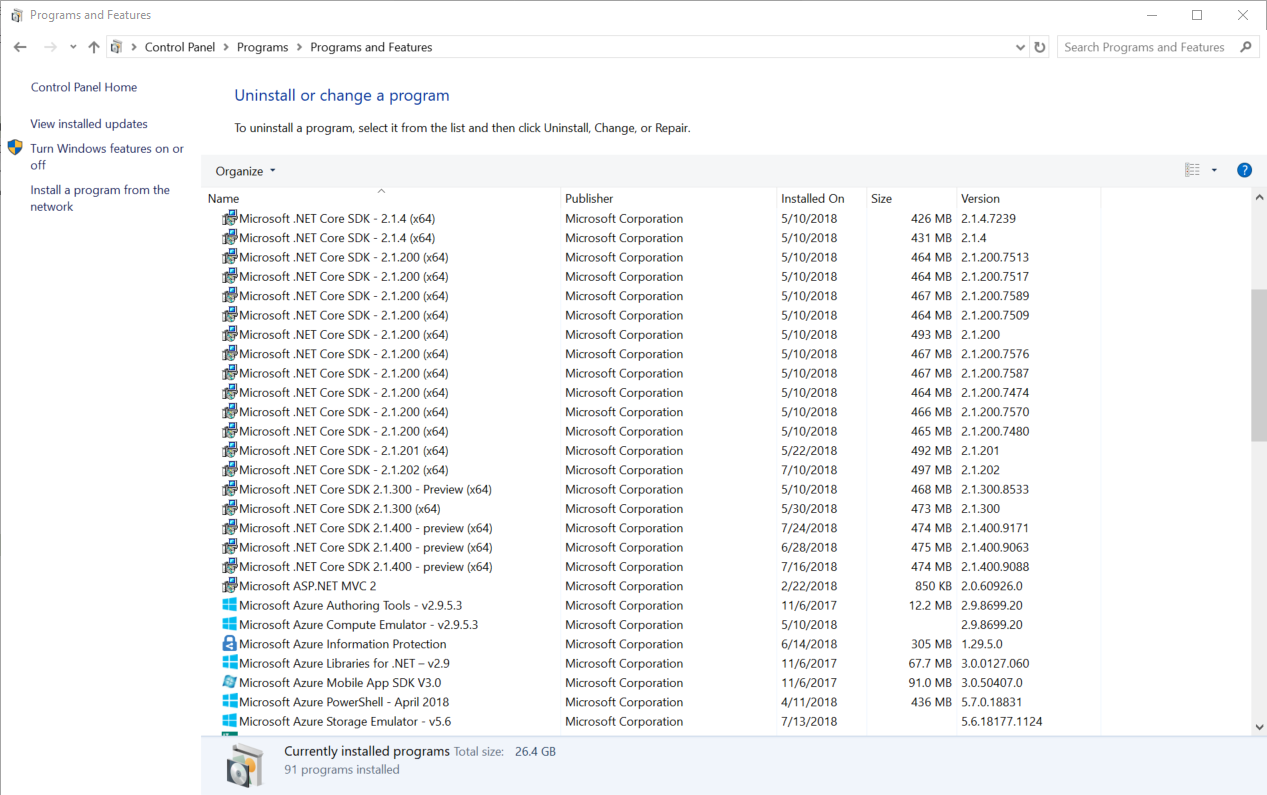 Programs and Features
Control Panel > Programs > Programs and Features
Search Programs and Features
Control Panel Home
View installed updates
Turn Windows features on or
off
Install a program from the
network
Uninstall or change a program
To uninstall a program, select it from the list and then click Uninstall, Change, or Repair.
Organize
Name Publisher Installed On Size Version
Microsoft .NET Core SDK - 2.1.4 (x64) Microsoft Corporation 5/10/2018 426 MB 2.1.4.7239
Microsoft .NET Core SDK - 2.1.4 (x64) Microsoft Corporation 5/10/2018 431 MB 2.1.4
Microsoft .NET Core SDK - 2.1.200 (x64) Microsoft Corporation 5/10/2018 464 MB 2.1.200.7513
Microsoft .NET Core SDK - 2.1.200 (x64) Microsoft Corporation 5/10/2018 464 MB 2.1.200.7517
Microsoft .NET Core SDK - 2.1.200 (x64) Microsoft Corporation 5/10/2018 467 MB 2.1.200.7589
Microsoft .NET Core SDK - 2.1.200 (x64) Microsoft Corporation 5/10/2018 464 MB 2.1.200.7509
Microsoft .NET Core SDK - 2.1.200 (x64) Microsoft Corporation 5/10/2018 493 MB 2.1.200
Microsoft .NET Core SDK - 2.1.200 (x64) Microsoft Corporation 5/10/2018 467 MB 2.1.200.7576
Microsoft .NET Core SDK - 2.1.200 (x64) Microsoft Corporation 5/10/2018 467 MB 2.1.200.7587
Microsoft .NET Core SDK - 2.1.200 (x64) Microsoft Corporation 5/10/2018 464 MB 2.1.200.7474
Microsoft .NET Core SDK - 2.1.200 (x64) Microsoft Corporation 5/10/2018 466 MB 2.1.200.7570
Microsoft .NET Core SDK - 2.1.200 (x64) Microsoft Corporation 5/10/2018 465 MB 2.1.200.7480
Microsoft .NET Core SDK - 2.1.201 (x64) Microsoft Corporation 5/22/2018 492 MB 2.1.201
Microsoft .NET Core SDK - 2.1.202 (x64) Microsoft Corporation 7/10/2018 497 MB 2.1.202
Microsoft .NET Core SDK 2.1.300 - Preview (x64) Microsoft Corporation 5/10/2018 468 MB 2.1.300.8533
Microsoft .NET Core SDK 2.1.300 (x64) Microsoft Corporation 5/30/2018 473 MB 2.1.300
Microsoft .NET Core SDK 2.1.400 - preview (x64) Microsoft Corporation 7/24/2018 474 MB 2.1.400.9171
Microsoft .NET Core SDK 2.1.400 - preview (x64) Microsoft Corporation 6/28/2018 475 MB 2.1.400.9063
Microsoft .NET Core SDK 2.1.400 - preview (x64) Microsoft Corporation 7/16/2018 474 MB 2.1.400.9088
Microsoft ASP.NET MVC 2 Microsoft Corporation 2/22/2018 850 KB 2.0.60926.0
Microsoft Azure Authoring Tools - v2.9.5.3 Microsoft Corporation 11/6/2017 12.2 MB 2.9.8699.20
Microsoft Azure Compute Emulator - v2.9.5.3 Microsoft Corporation 5/10/2018 2.9.8699.20
Microsoft Azure Information Protection Microsoft Corporation 6/14/2018 305 MB 1.29.5.0
Microsoft Azure Libraries for .NET – v2.9 Microsoft Corporation 11/6/2017 67.7 MB 3.0.0127.060
Microsoft Azure Mobile App SDK V3.0 Microsoft Corporation 11/6/2017 91.0 MB 3.0.50407.0
Microsoft Azure PowerShell - April 2018 Microsoft Corporation 4/11/2018 436 MB 5.7.0.18831
Microsoft Azure Storage Emulator - v5.6 Microsoft Corporation 7/13/2018 5.6.18177.1124
Currently installed programs Total size: 26.4 GB
91 programs installed